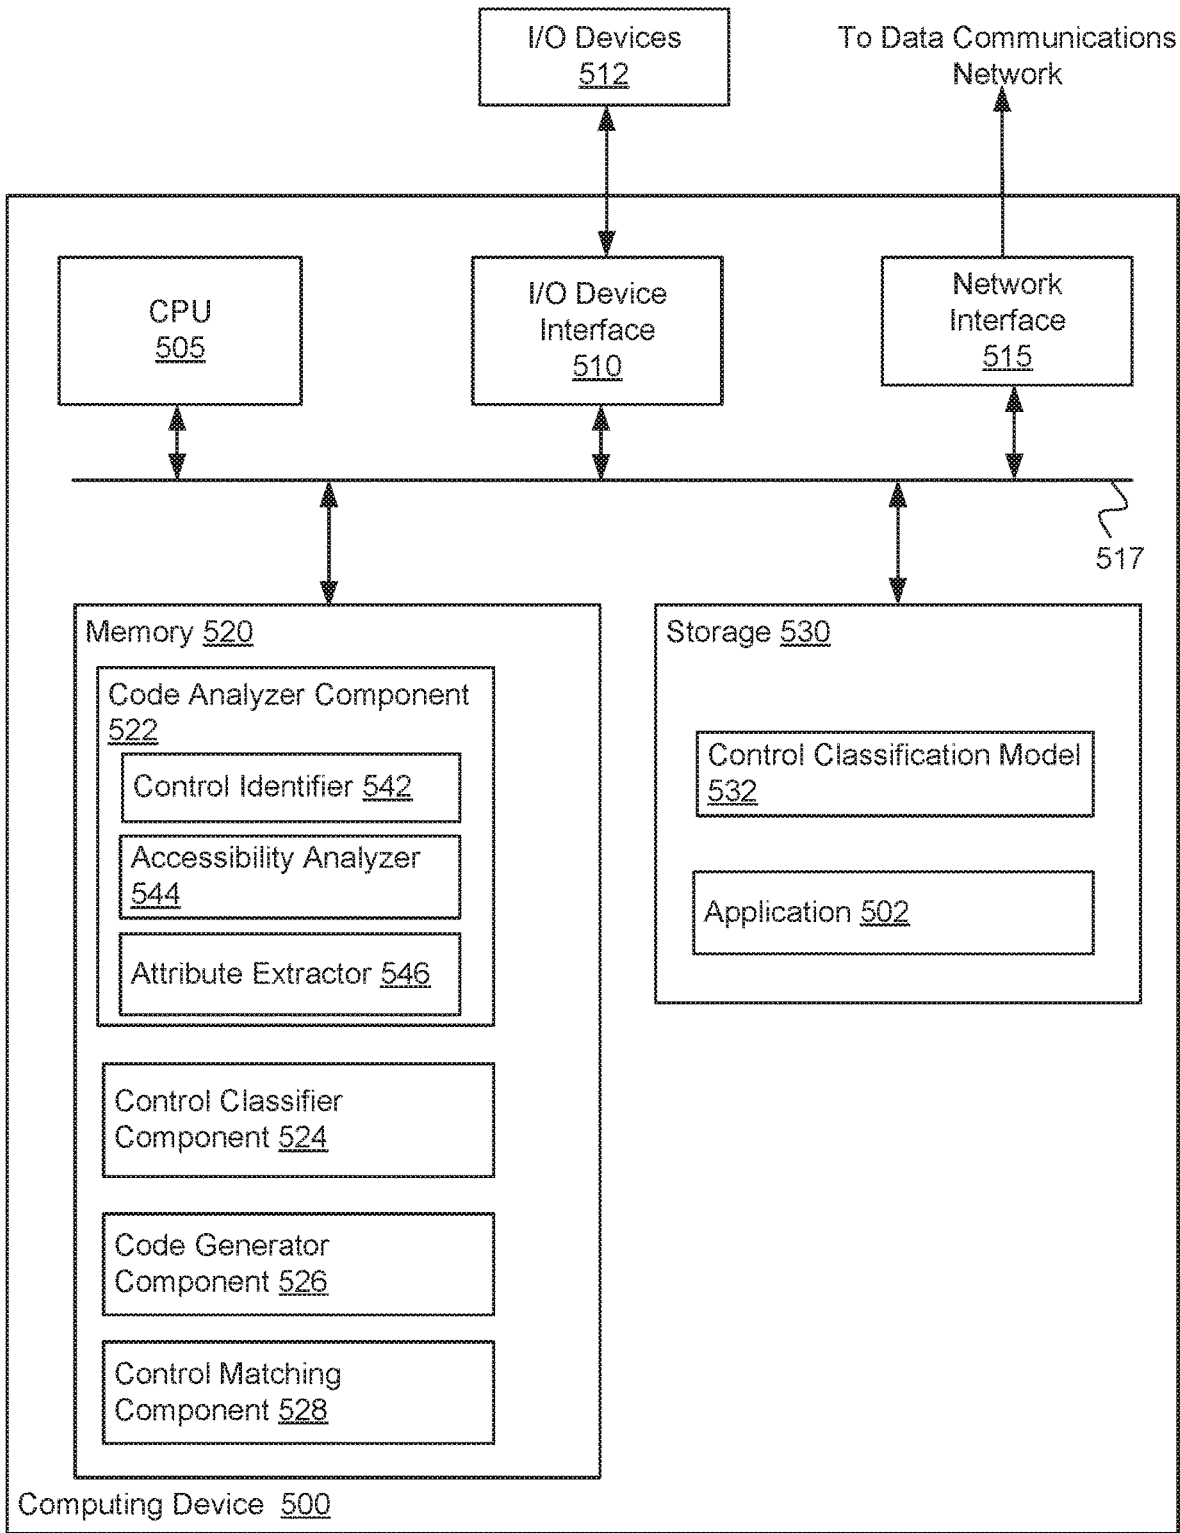 I/O Devices
512
To Data Communications
Network
CPU
505
I/O Device
Interface
510
Network
Interface
515
517
Memory 520
Code Analyzer Component
522
Control Identifier 542
Accessibility Analyzer
544
Attribute Extractor 546
Control Classifier
Component 524
Code Generator
Component 526
Control Matching
Component 528
Storage 530
Control Classification Model
532
Application 502
Computing Device 500